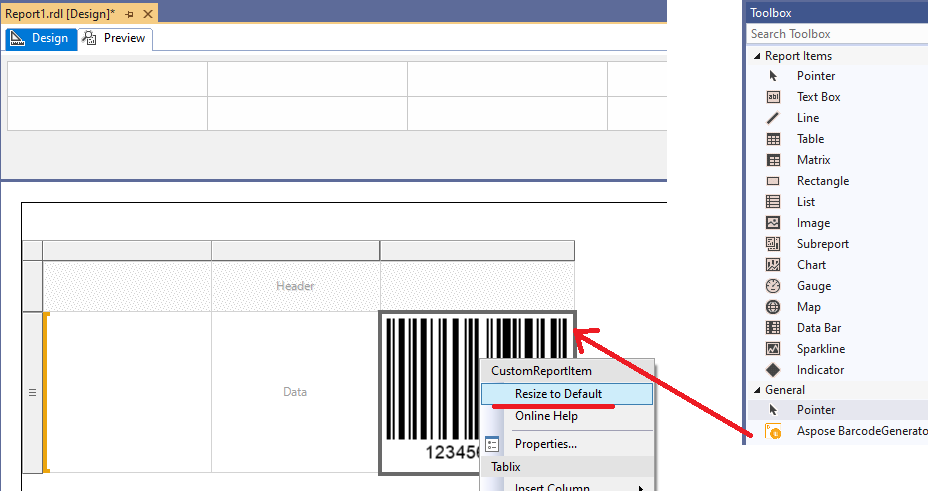 Report1.rdl [Design]*
Design
Preview
Header
Data
123456
CustomReportItem
Resize to Default
Online Help
Properties...
Tablix
Insert Column
Toolbox
Search Toolbox
Report Items
Pointer
Text Box
Line
Table
Matrix
Rectangle
List
Image
Subreport
Chart
Gauge
Map
Data Bar
Sparkline
Indicator
General
Pointer
Aspose BarcodeGenerato